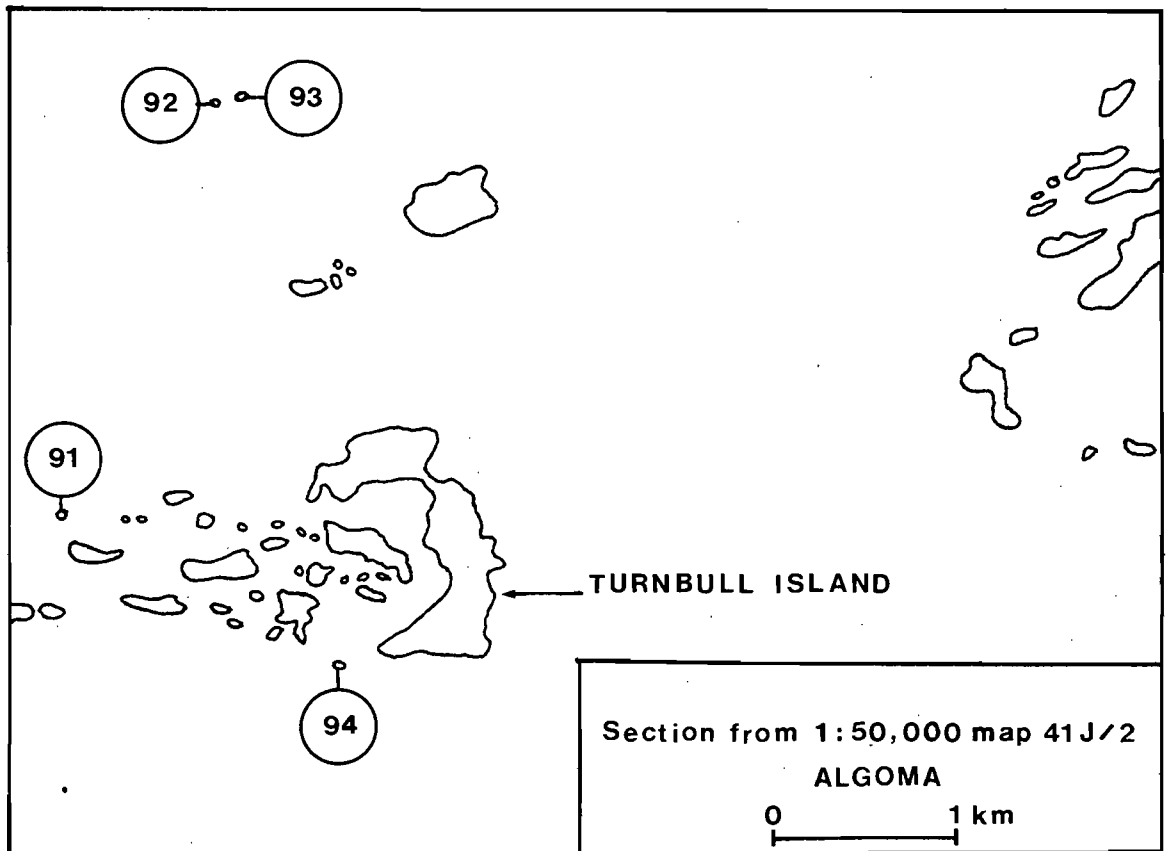 92
93
91
TURNBULL ISLAND
94
Section from 1:50,000 map 41J/2
ALGOMA
0 1 km